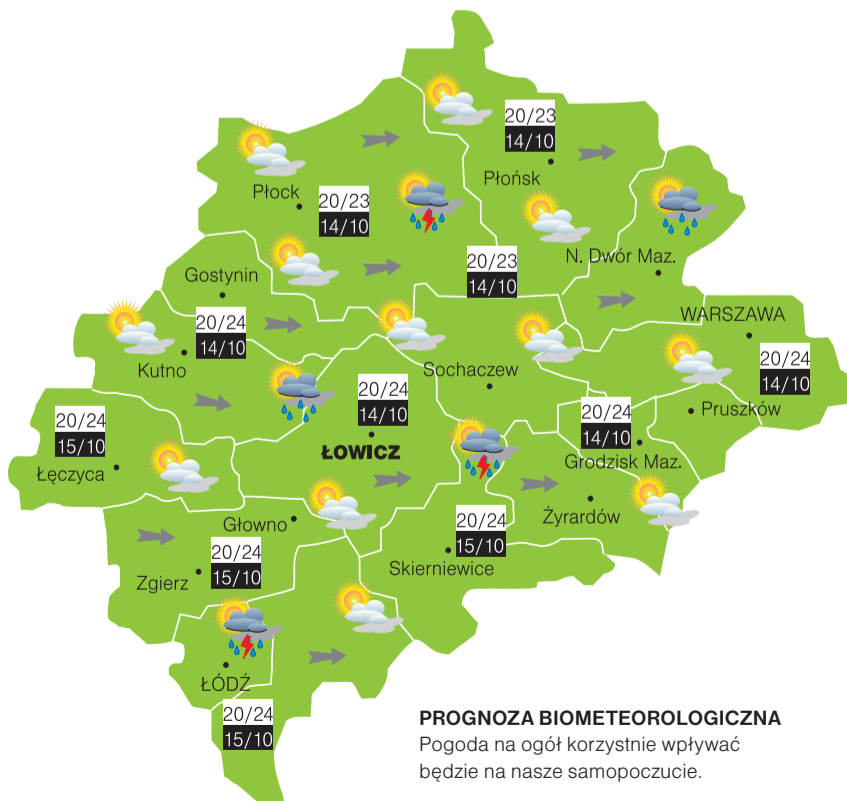 20/23
14/10
Płońsk
Płock
20/23
14/10
N. Dwór Maz.
20/23
14/10
Gostynin
20/24
14/10
Kutno
WARSZAWA
20/24
14/10
Sochaczew
20/24
14/10
ŁOWICZ
20/24
14/10
Pruszków
Grodzisk Maz.
20/24
15/10
Łęczyca
Żyrardów
Głowno
20/24
15/10
Skierniewice
20/24
15/10
Zgierz
ŁÓDŹ
20/24
15/10
PROGNOZA BIOMETEOROLOGICZNA
Pogoda na ogół korzystnie wpływać
będzie na nasze samopoczucie.